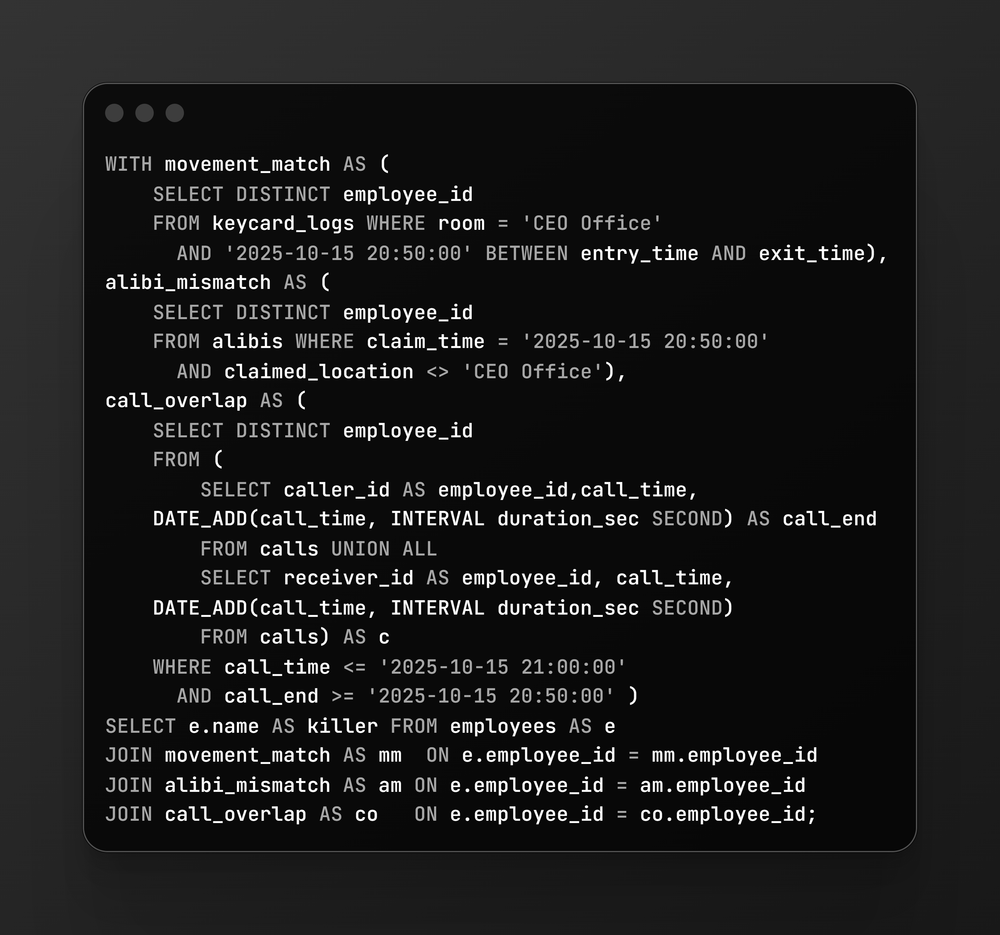 WITH movement_match AS (
    SELECT DISTINCT employee_id
    FROM keycard_logs WHERE room = 'CEO Office'
      AND '2025-10-15 20:50:00' BETWEEN entry_time AND exit_time),
alibi_mismatch AS (
    SELECT DISTINCT employee_id
    FROM alibis WHERE claim_time = '2025-10-15 20:50:00'
      AND claimed_location <> 'CEO Office'),
call_overlap AS (
    SELECT DISTINCT employee_id
    FROM (
        SELECT caller_id AS employee_id,call_time,
    DATE_ADD(call_time, INTERVAL duration_sec SECOND) AS call_end
        FROM calls UNION ALL
        SELECT receiver_id AS employee_id, call_time,
    DATE_ADD(call_time, INTERVAL duration_sec SECOND)
        FROM calls) AS c
    WHERE call_time <= '2025-10-15 21:00:00'
      AND call_end >= '2025-10-15 20:50:00' )
SELECT e.name AS killer FROM employees AS e
JOIN movement_match AS mm  ON e.employee_id = mm.employee_id
JOIN alibi_mismatch AS am ON e.employee_id = am.employee_id
JOIN call_overlap AS co   ON e.employee_id = co.employee_id;